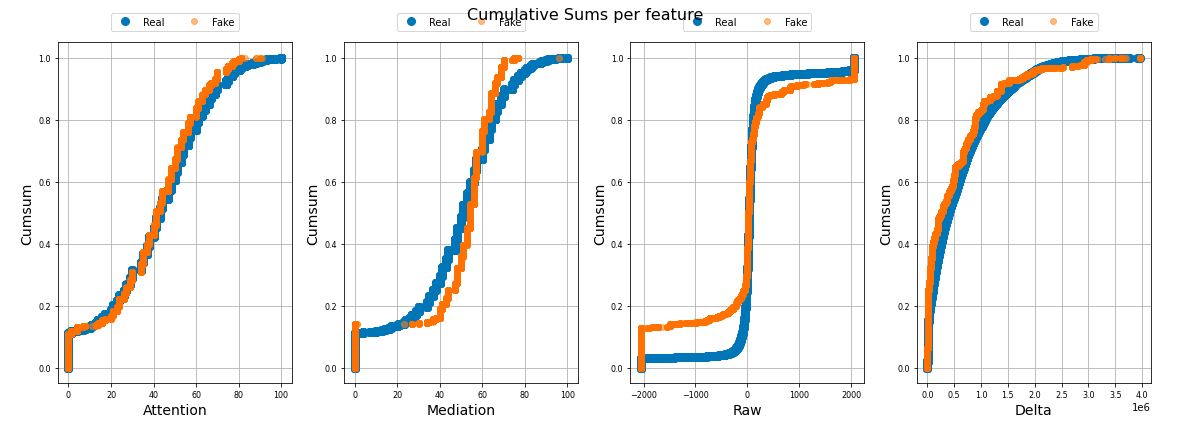 Cumulative Sums per feature
Real Fake
Real Fake
Real Fake
Real Fake
Cumsum
1.0
0.8
0.6
0.4
0.2
0.0
0 20 40 60 80 100
Attention
Cumsum
1.0
0.8
0.6
0.4
0.2
0.0
0 20 40 60 80 100
Mediation
Cumsum
1.0
0.8
0.6
0.4
0.2
0.0
−2000 −1000 0 1000 2000
Raw
Cumsum
1.0
0.8
0.6
0.4
0.2
0.0
0.0 0.5 1.0 1.5 2.0 2.5 3.0 3.5 4.0
1e6
Delta